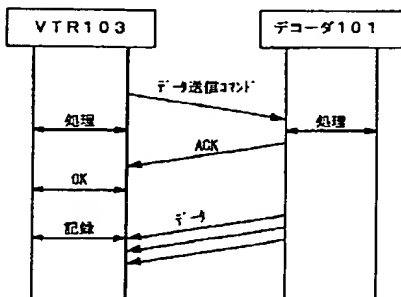 VTR103
デコーダ101
データ送信コマンド
処理
処理
ACK
OK
データ
記録